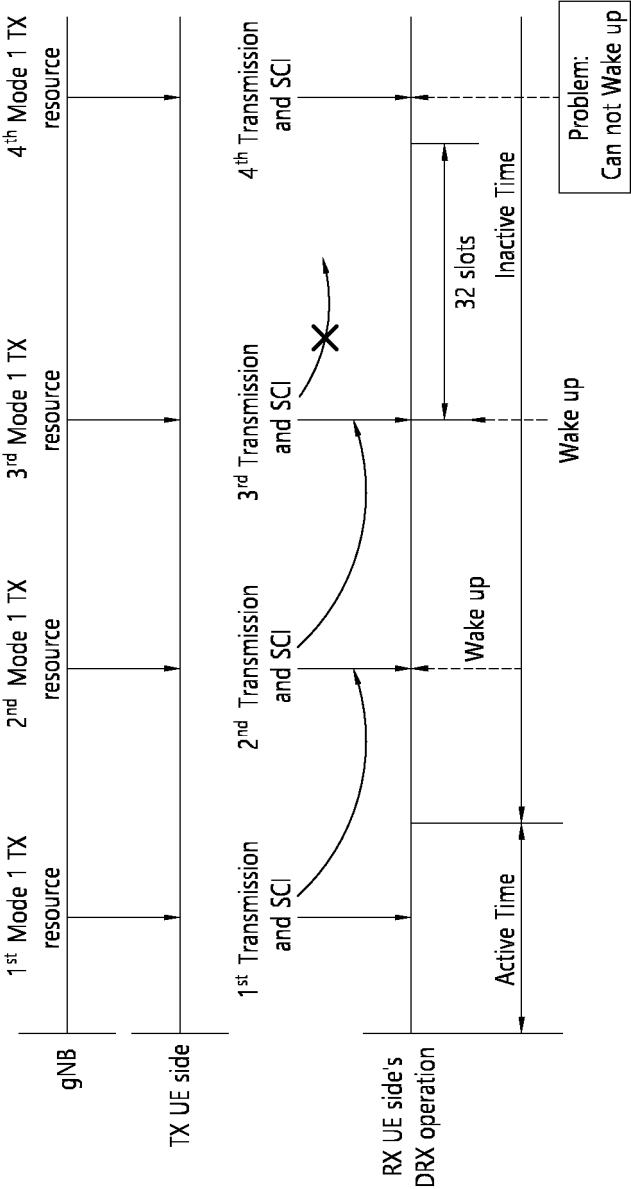 1st Mode 1 TX
resource
2nd Mode 1 TX
resource
3rd Mode 1 TX
resource
4th Mode 1 TX
resource
gNB
TX UE side
1st Transmission
and SCI
2nd Transmission
and SCI
3rd Transmission
and SCI
4th Transmission
and SCI
RX UE side's
DRX operation
Active Time
Wake up
Wake up
32 slots
Inactive Time
Problem:
Can not Wake up